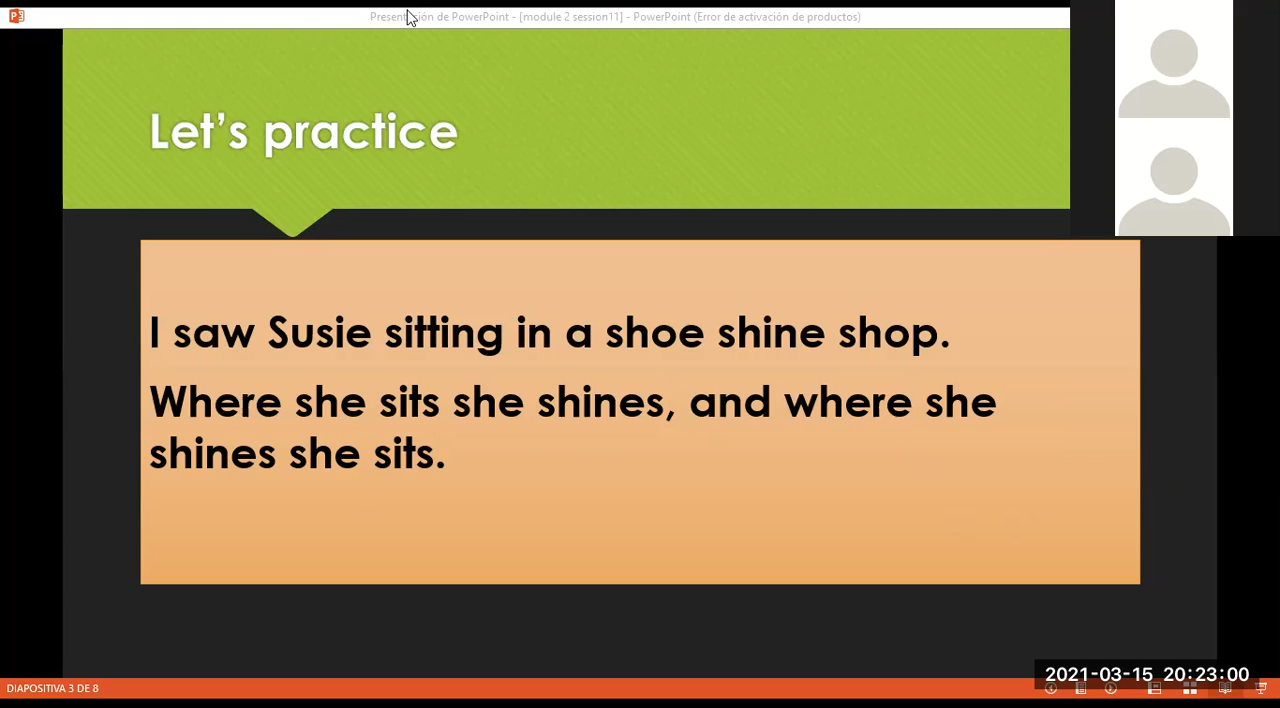 Presentación de PowerPoint - [module 2 session11] - PowerPoint (Error de activación de productos)
Let's practice
I saw Susie sitting in a shoe shine shop.
Where she sits she shines, and where she
shines she sits.
2021-03-15 20:23:00
DIAPOSITIVA 3 DE 8